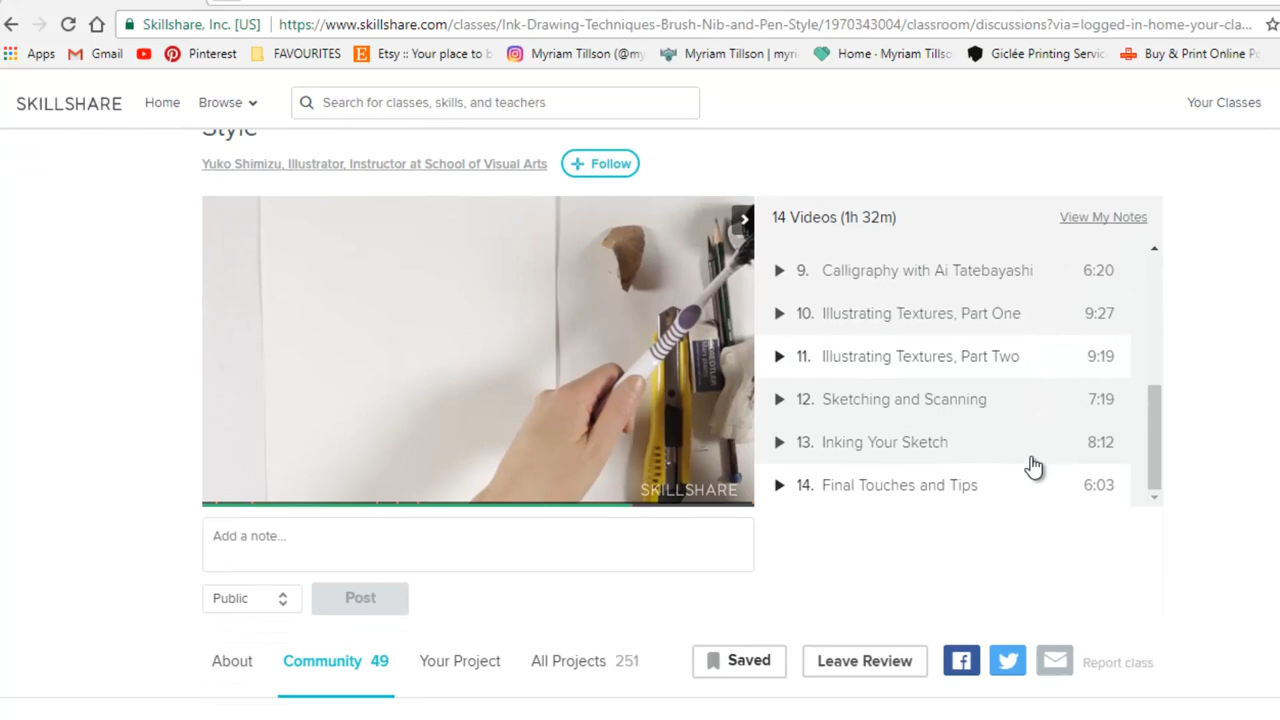 Skillshare, Inc. [US] https://www.skillshare.com/classes/Ink-Drawing-Techniques-Brush-Nib-and-Pen-Style/1970343004/classroom/discussions?via=logged-in-home-your-cla...
Apps Gmail Pinterest FAVOURITES Etsy :: Your place to b Myriam Tillson (@my Myriam Tillson | myri Home - Myriam Tillso Giclée Printing Servic Buy & Print Online Po
SKILLSHARE Home Browse Search for classes, skills, and teachers Your Classes
Style
Yuko Shimizu, Illustrator, Instructor at School of Visual Arts + Follow
14 Videos (1h 32m) View My Notes
9. Calligraphy with Ai Tatebayashi 6:20
10. Illustrating Textures, Part One 9:27
11. Illustrating Textures, Part Two 9:19
12. Sketching and Scanning 7:19
13. Inking Your Sketch 8:12
14. Final Touches and Tips 6:03
STAEDTLER
SKILLSHARE
Add a note...
Public Post
About Community 49 Your Project All Projects 251 Saved Leave Review Report class